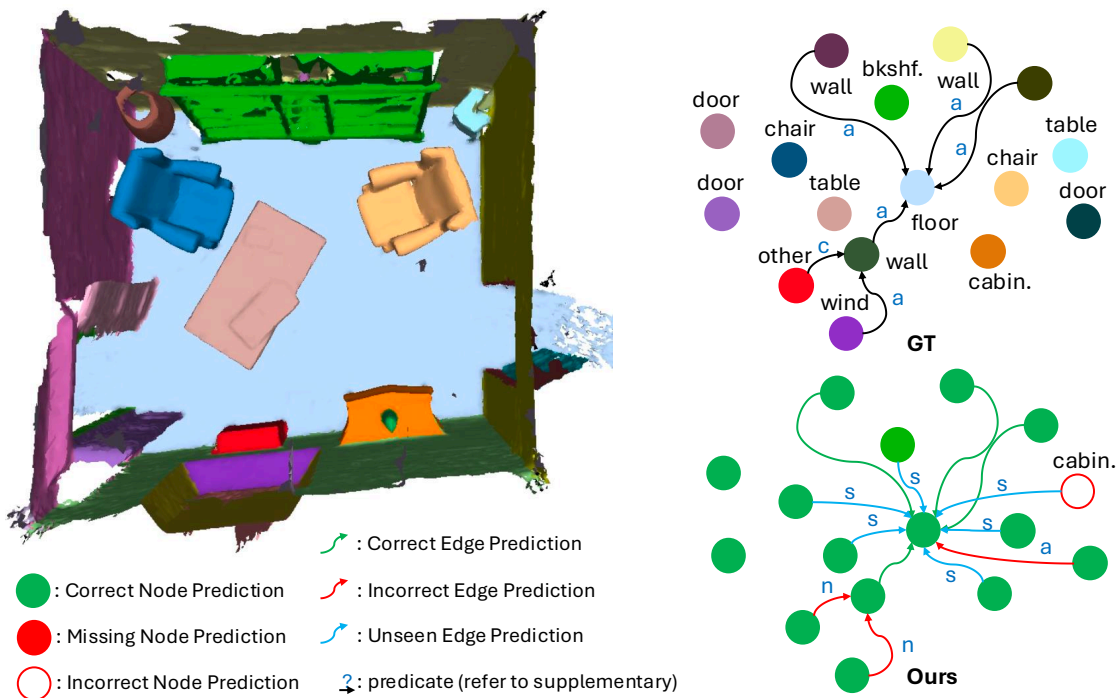 wall
bkshf.
wall
door
a
a
chair
a
table
door
table
a
chair
door
floor
other
c
wall
cabin.
wind
a
GT
cabin.
s
s
s
s
s
a
s
n
n
Ours
: Correct Edge Prediction
: Correct Node Prediction
: Incorrect Edge Prediction
: Missing Node Prediction
: Unseen Edge Prediction
: Incorrect Node Prediction
? : predicate (refer to supplementary)